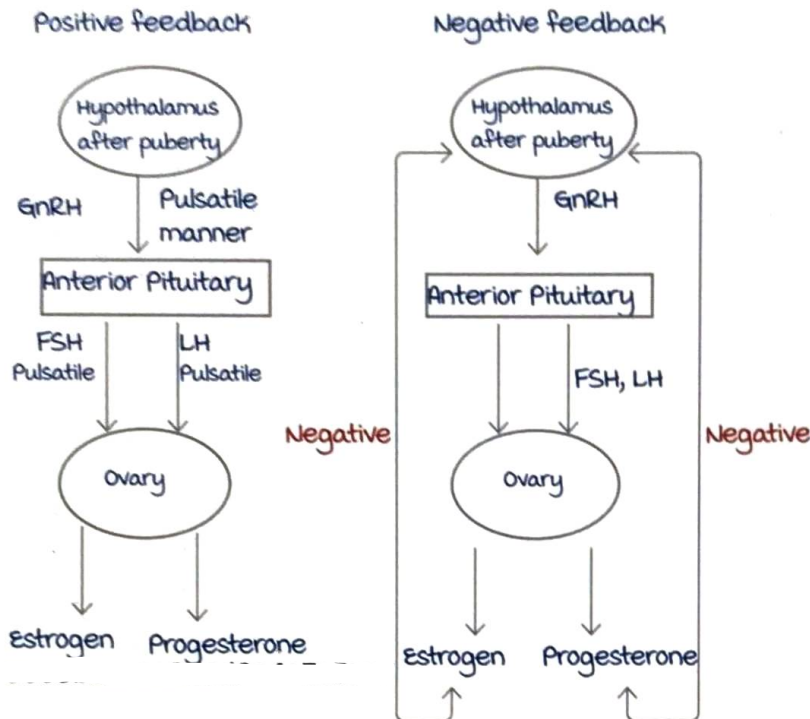 Positive feedback
Hypothalamus
after puberty
GnRH
Pulsatile
manner
Anterior Pituitary
FSH
Pulsatile
LH
Pulsatile
Ovary
Estrogen
Progesterone
Negative feedback
Hypothalamus
after puberty
GnRH
Anterior Pituitary
FSH, LH
Negative
Negative
Ovary
Estrogen
Progesterone